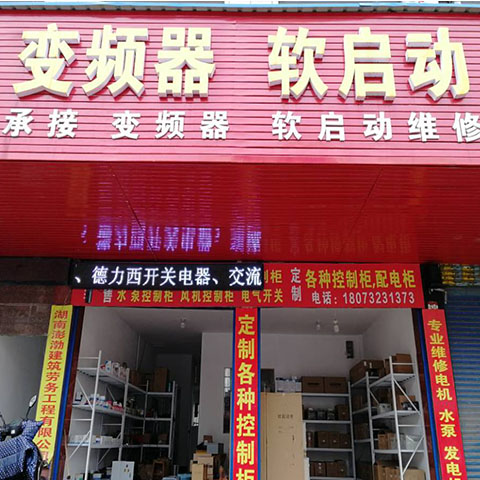 变频器 软启动
承接 变频器 软启动维修
、德力西开关电器、交流
控制柜
售水泵控制柜 风机控制柜 电气开关
定制
各种控制柜,配电柜
电话:18073231373
湖南澎渤建筑劳务工程有限公
定制各种控制柜
专业维修电机 水泵 发电